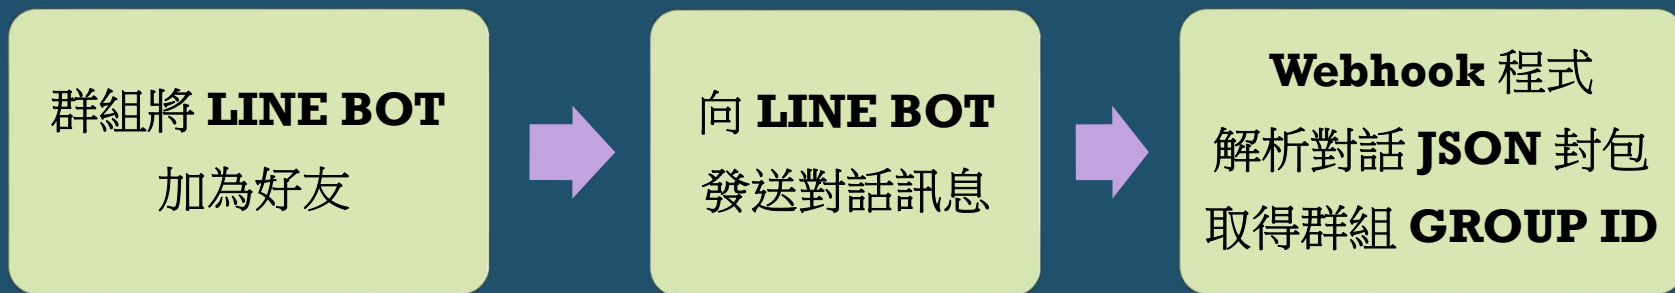 群組將 LINE BOT
加為好友
向 LINE BOT
發送對話訊息
Webhook 程式
解析對話 JSON 封包
取得群組 GROUP ID